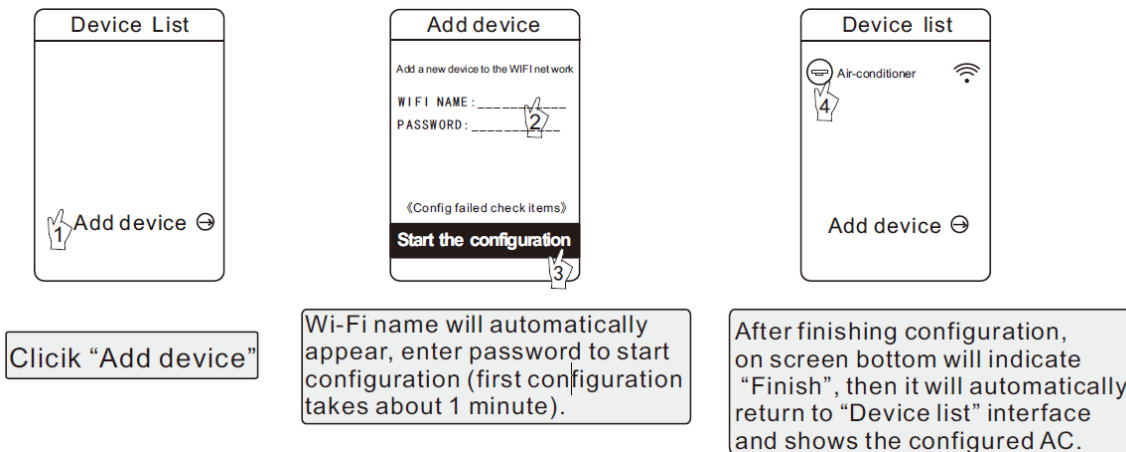 Device List
1
Add device
Clicik “Add device”
Add device
Add a new device to the WIFI network
WIFI NAME:_________
2
PASSWORD:_________
《Config failed check items》
Start the configuration
3
Wi-Fi name will automatically
appear, enter password to start
configuration (first configuration
takes about 1 minute).
Device list
Air-conditioner
4
Add device
After finishing configuration,
on screen bottom will indicate
“Finish”, then it will automatically
return to “Device list” interface
and shows the configured AC.